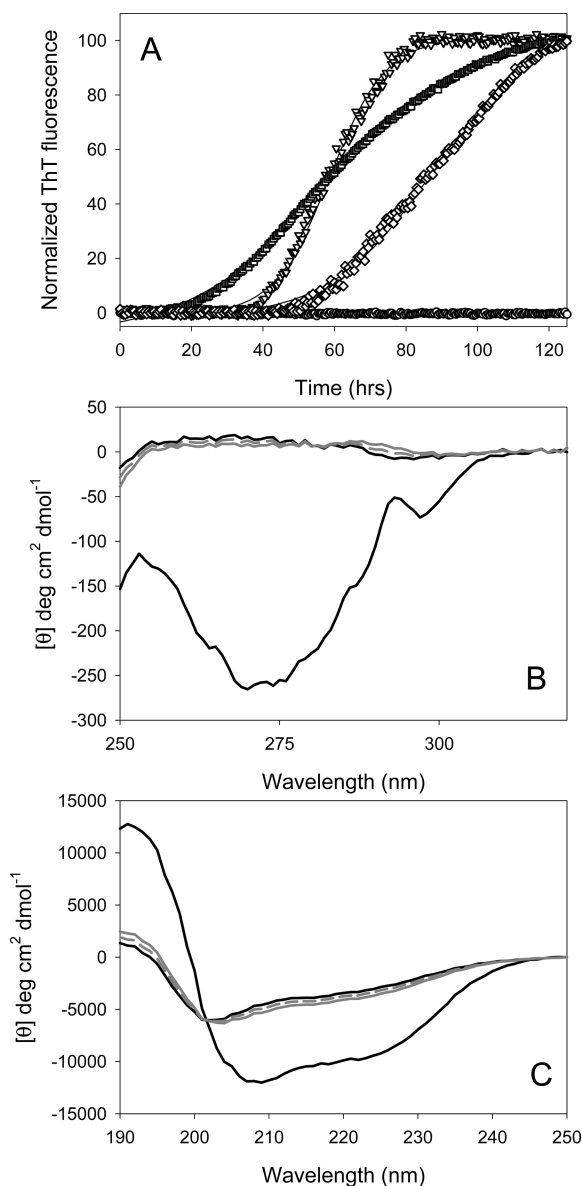 A
Normalized ThT fluorescence
100
80
60
40
20
0
0 20 40 60 80 100 120
Time (hrs)
B
[θ] deg cm² dmol⁻¹
50
0
-50
-100
-150
-200
-250
-300
250 275 300
Wavelength (nm)
C
[θ] deg cm² dmol⁻¹
15000
10000
5000
0
-5000
-10000
-15000
190 200 210 220 230 240 250
Wavelength (nm)